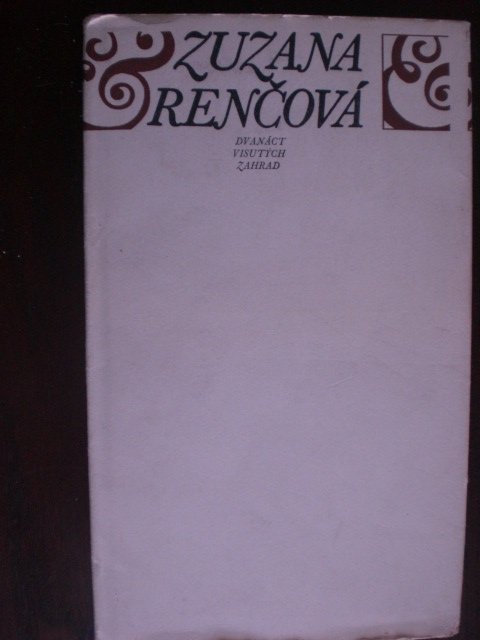 ZUZANA
RENČOVÁ
DVANÁCT
VISUTÝCH
ZAHRAD